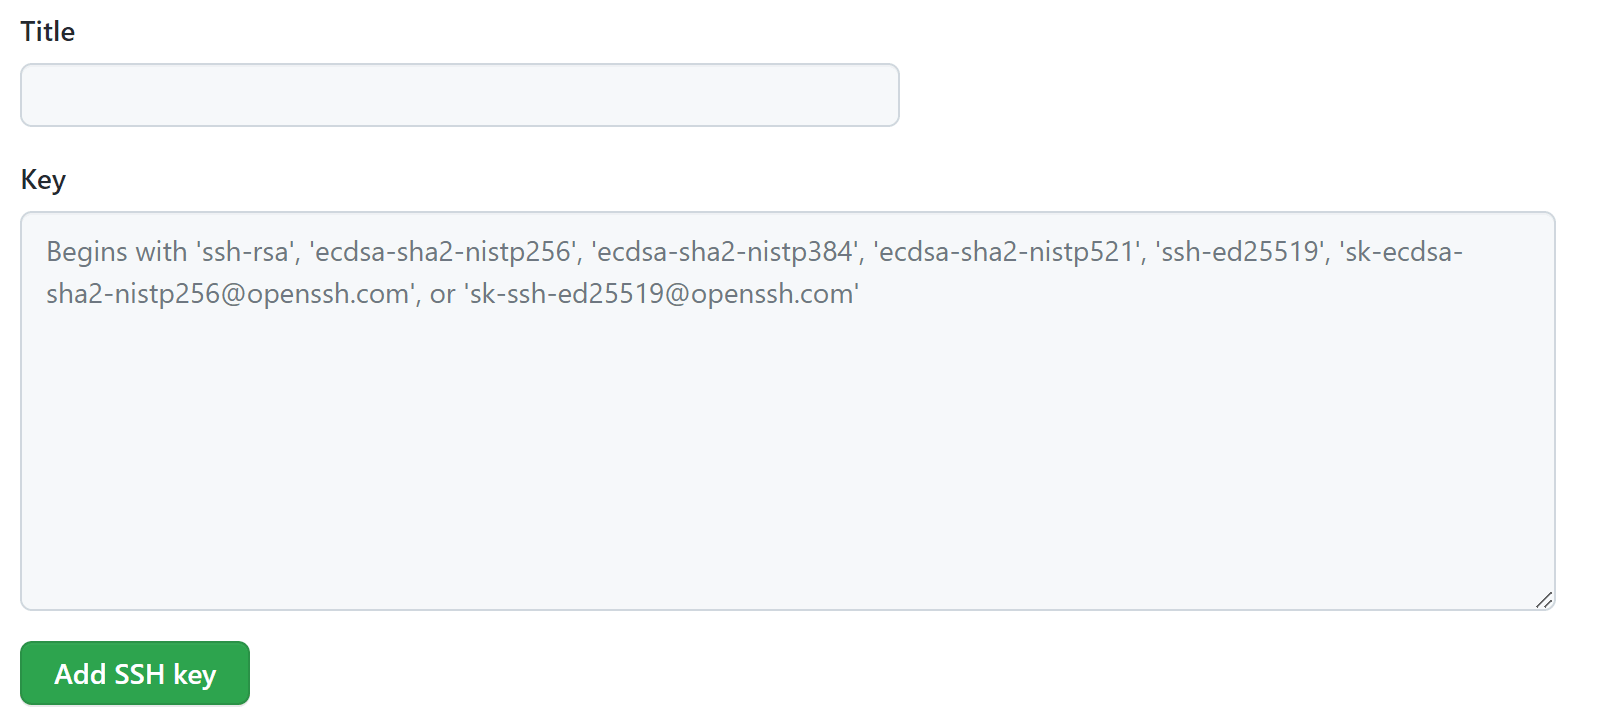 Title
Key
Begins with 'ssh-rsa', 'ecdsa-sha2-nistp256', 'ecdsa-sha2-nistp384', 'ecdsa-sha2-nistp521', 'ssh-ed25519', 'sk-ecdsa-
sha2-nistp256@openssh.com', or 'sk-ssh-ed25519@openssh.com'
Add SSH key